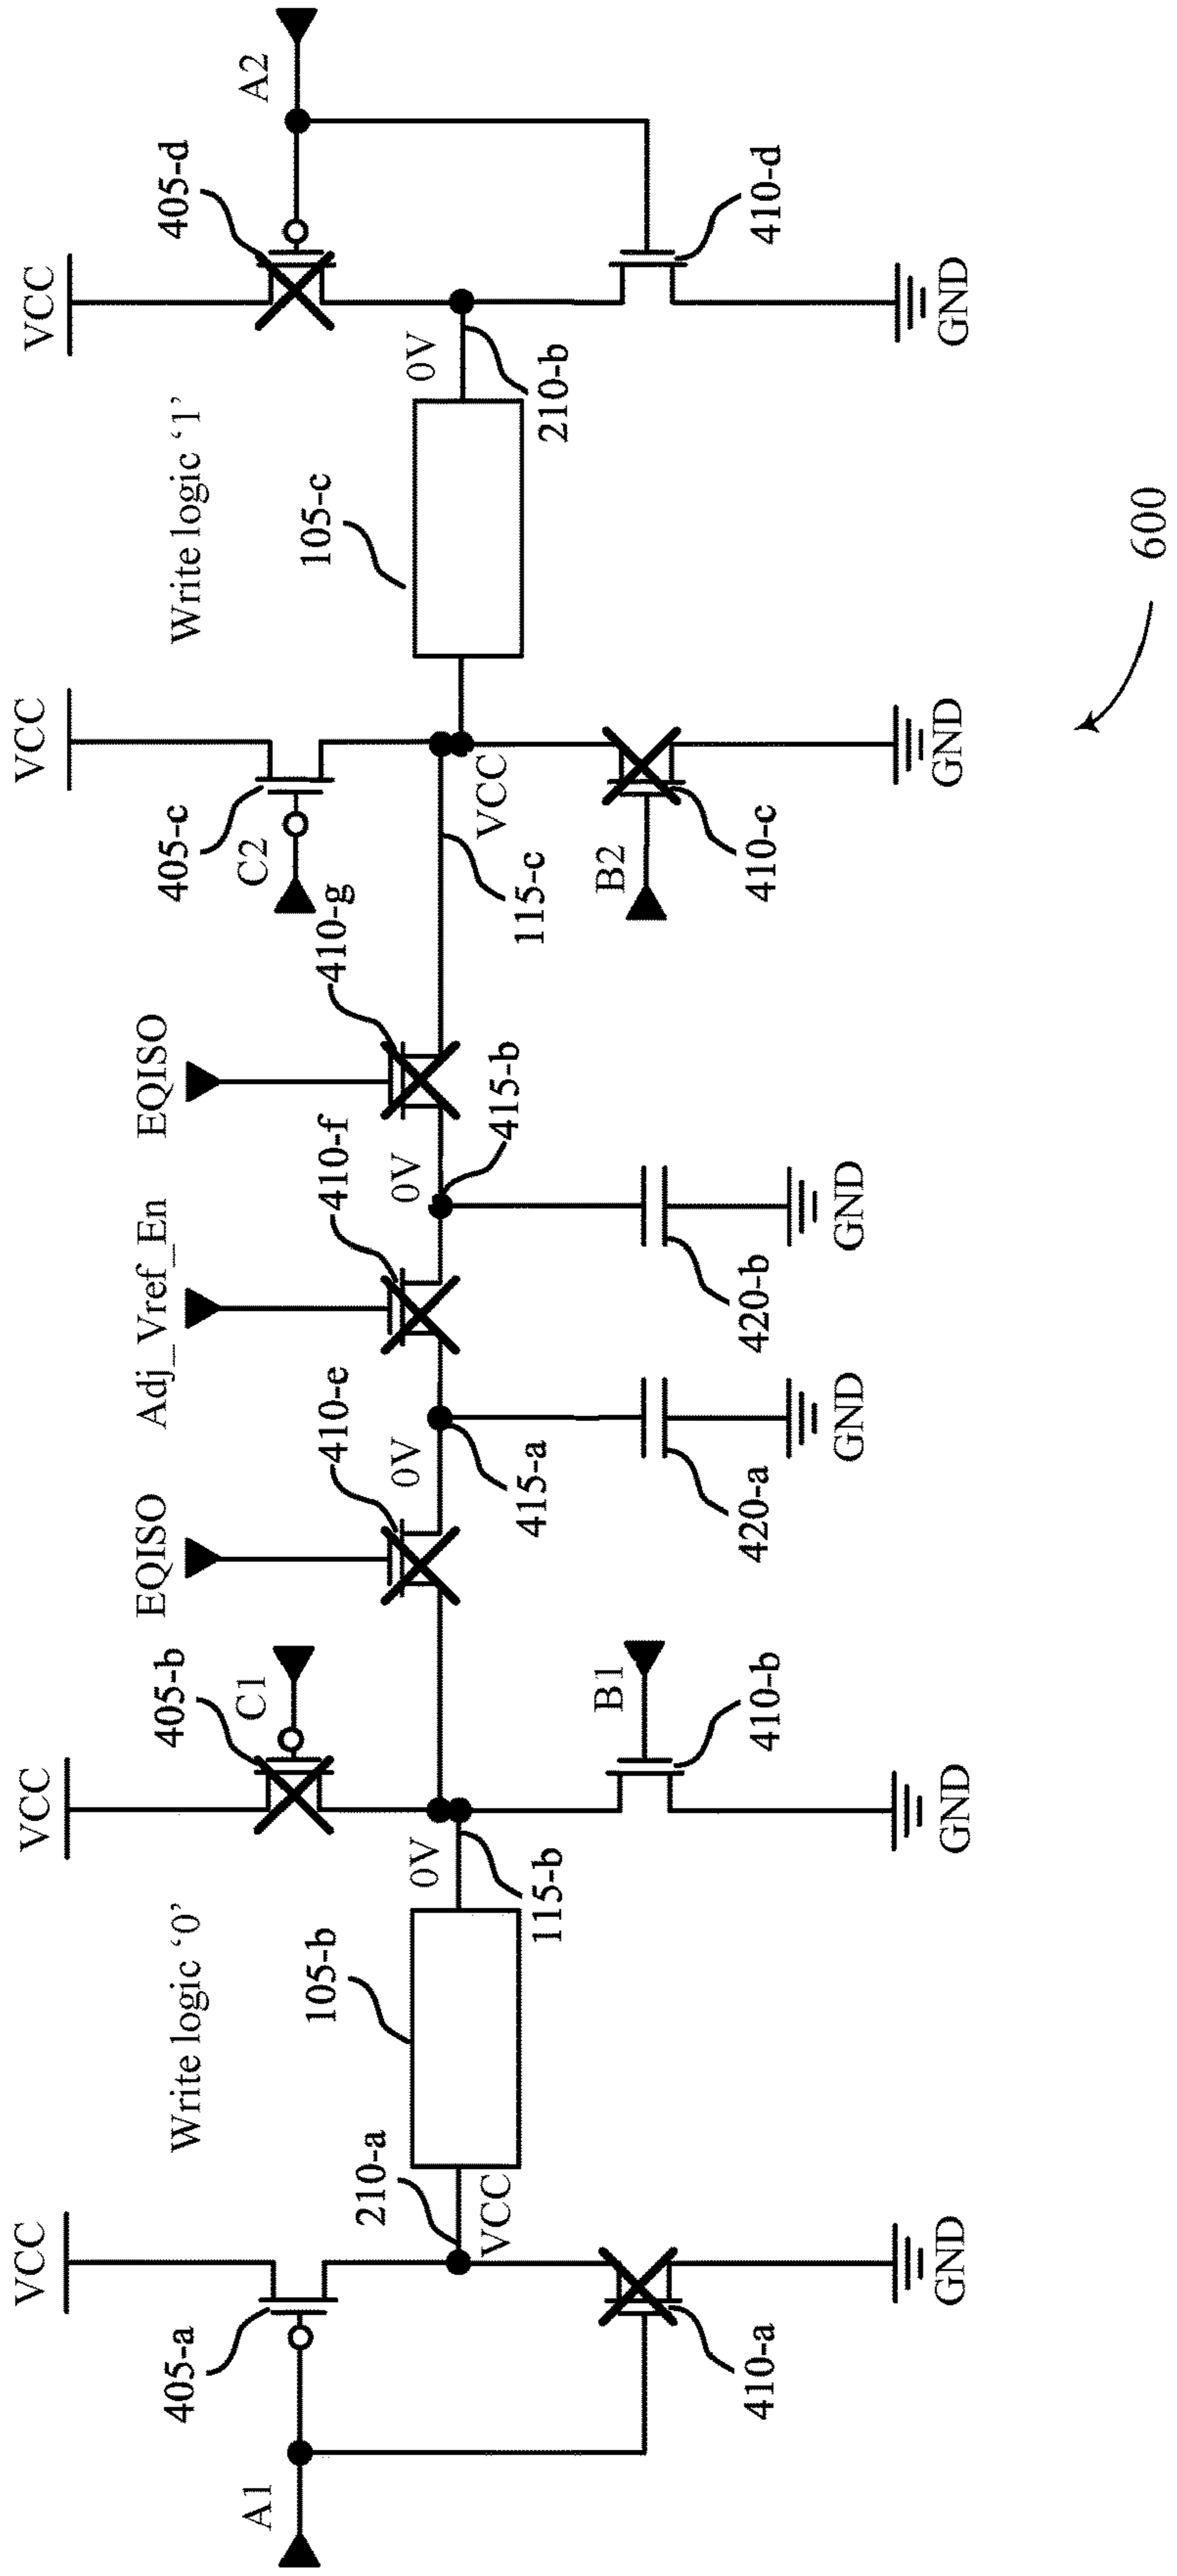 VCC
VCC
VCC
VCC
Write logic ‘0’
Write logic ‘1’
EQISO
Adj_Vref_En
EQISO
405-a
405-b
405-c
405-d
A1
C1
C2
A2
210-a
105-b
410-e
410-f
410-g
105-c
VCC
0V
0V
0V
VCC
0V
115-b
415-a
415-b
115-c
210-b
B1
B2
410-a
410-b
420-a
420-b
410-c
410-d
GND
GND
GND
GND
GND
GND
600